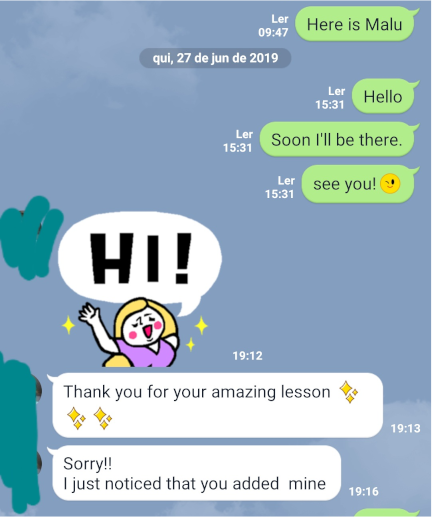 Here is Malu
Ler
09:47
qui, 27 de jun de 2019
Hello
Ler
15:31
Soon I'll be there.
Ler
15:31
see you!
Ler
15:31
HI!
19:12
Thank you for your amazing lesson
19:13
Sorry!!
I just noticed that you added mine
19:16